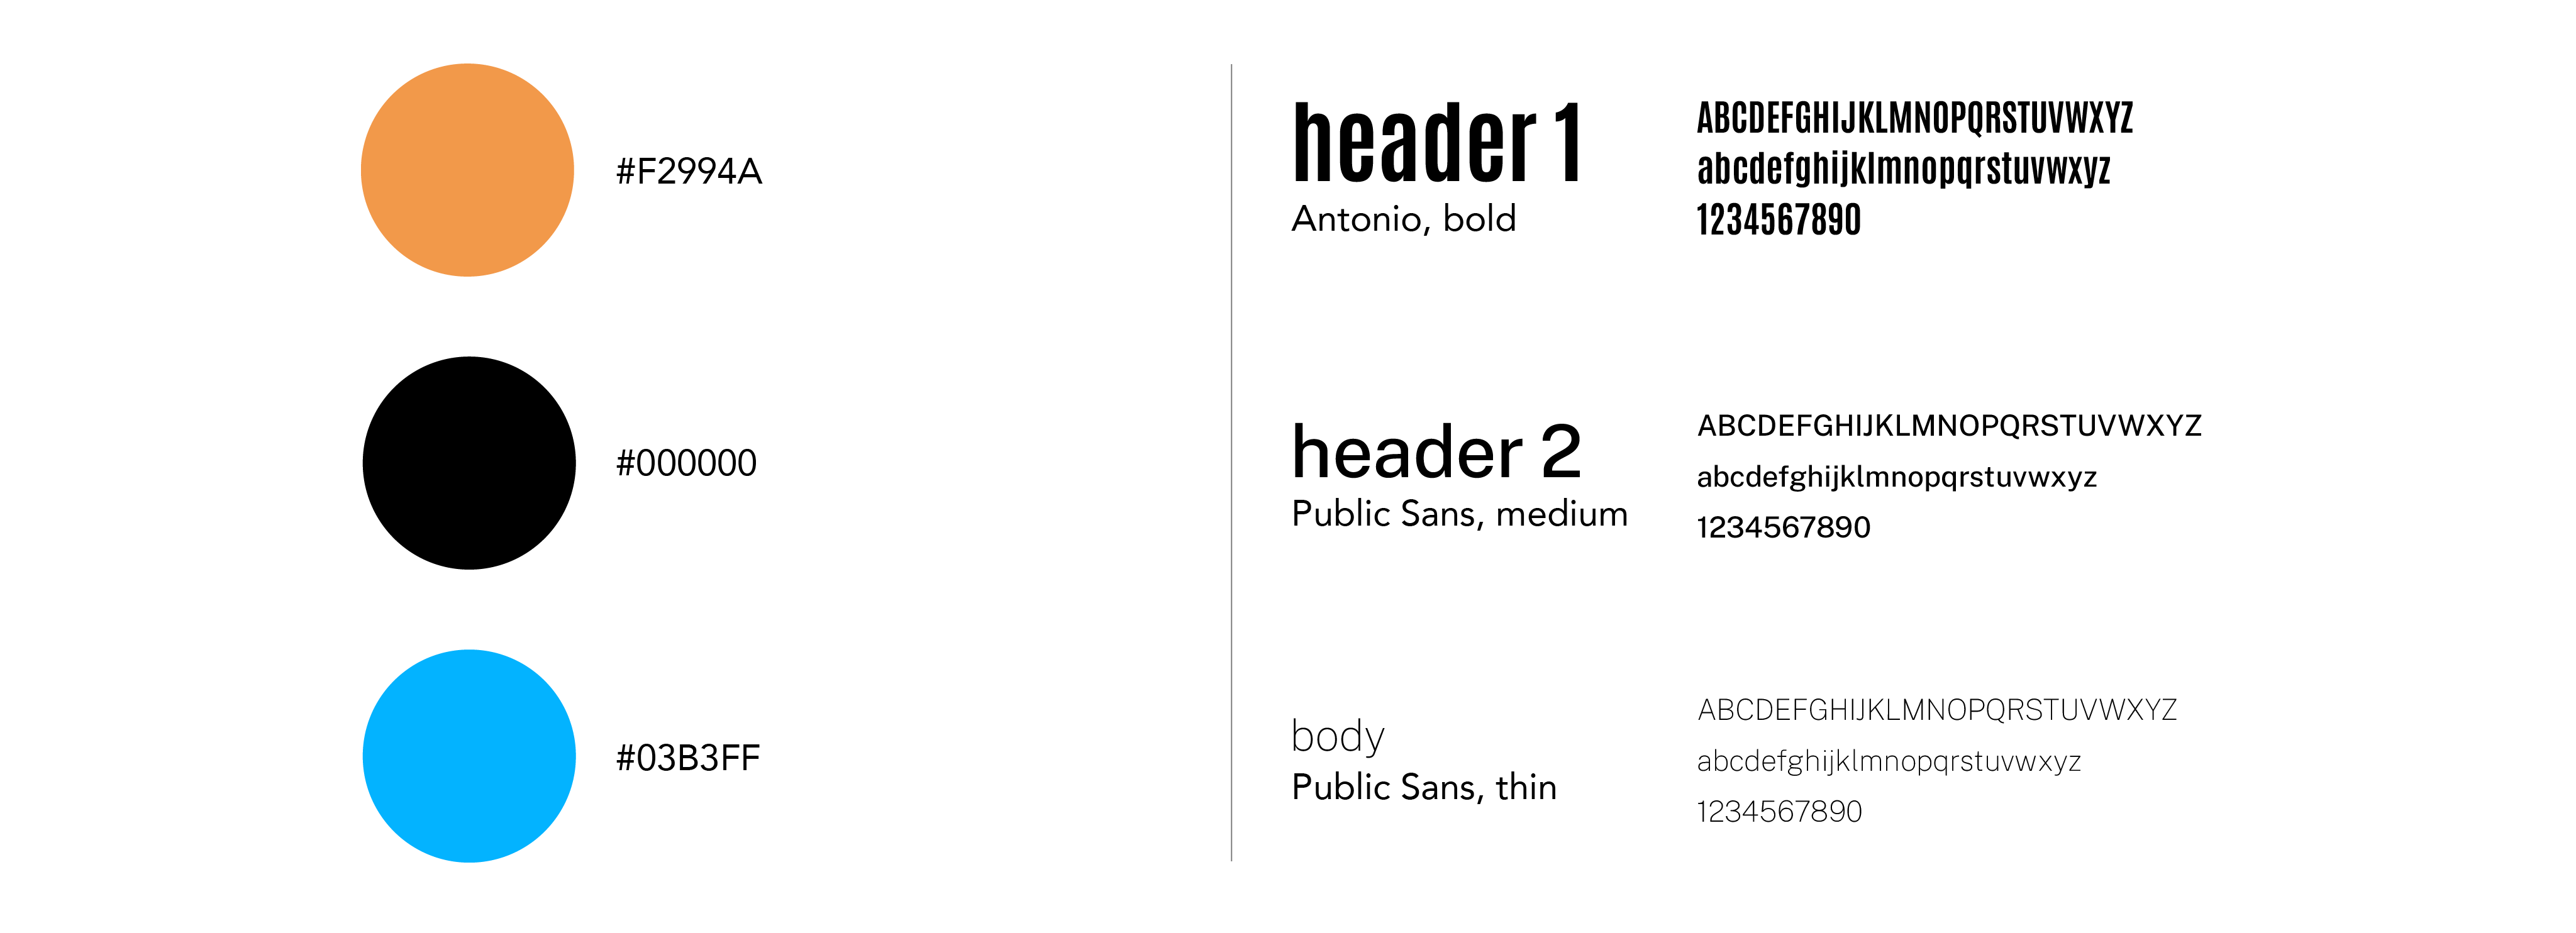 #F2994A
#000000
#03B3FF
header 1
Antonio, bold
ABCDEFGHIJKLMNOPQRSTUVWXYZ
abcdefghijklmnopqrstuvwxyz
1234567890
header 2
Public Sans, medium
ABCDEFGHIJKLMNOPQRSTUVWXYZ
abcdefghijklmnopqrstuvwxyz
1234567890
body
Public Sans, thin
ABCDEFGHIJKLMNOPQRSTUVWXYZ
abcdefghijklmnopqrstuvwxyz
1234567890